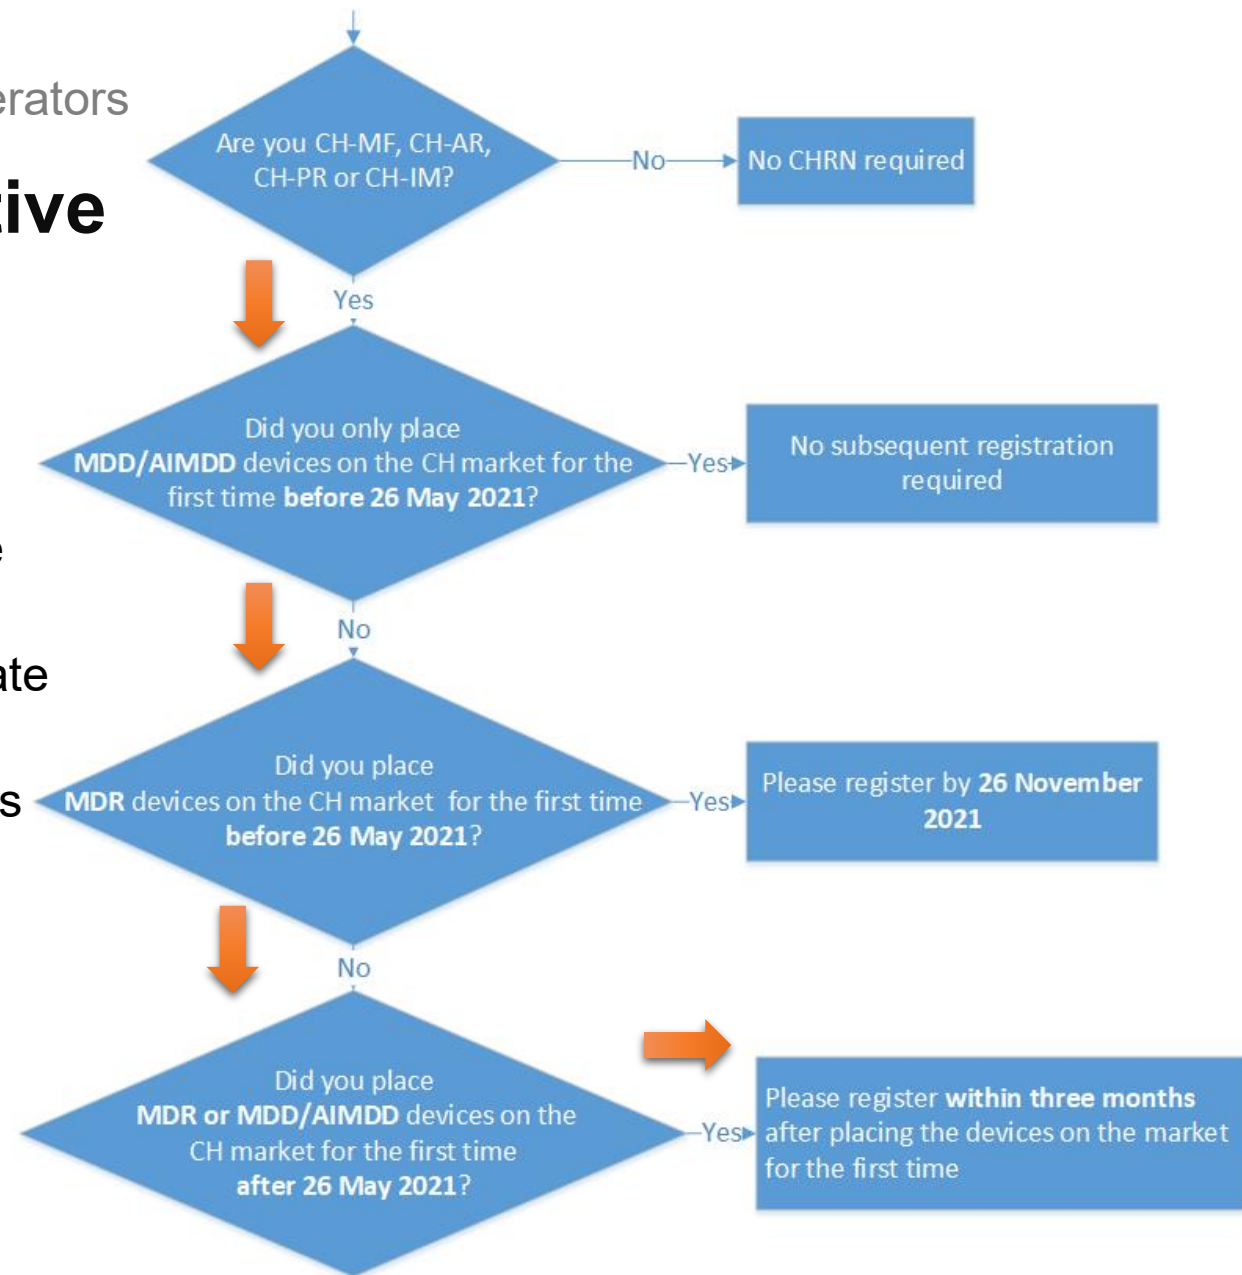 erators
Are you CH-MF, CH-AR,
CH-PR or CH-IM?
No
No CHRN required
tive
Yes
Did you only place
MDD/AIMDD devices on the CH market for the
first time before 26 May 2021?
Yes
No subsequent registration
required
e
No
ate
Did you place
MDR devices on the CH market for the first time
before 26 May 2021?
s
Yes
Please register by 26 November
2021
No
Did you place
MDR or MDD/AIMDD devices on the
CH market for the first time
after 26 May 2021?
Yes
Please register within three months
after placing the devices on the market
for the first time